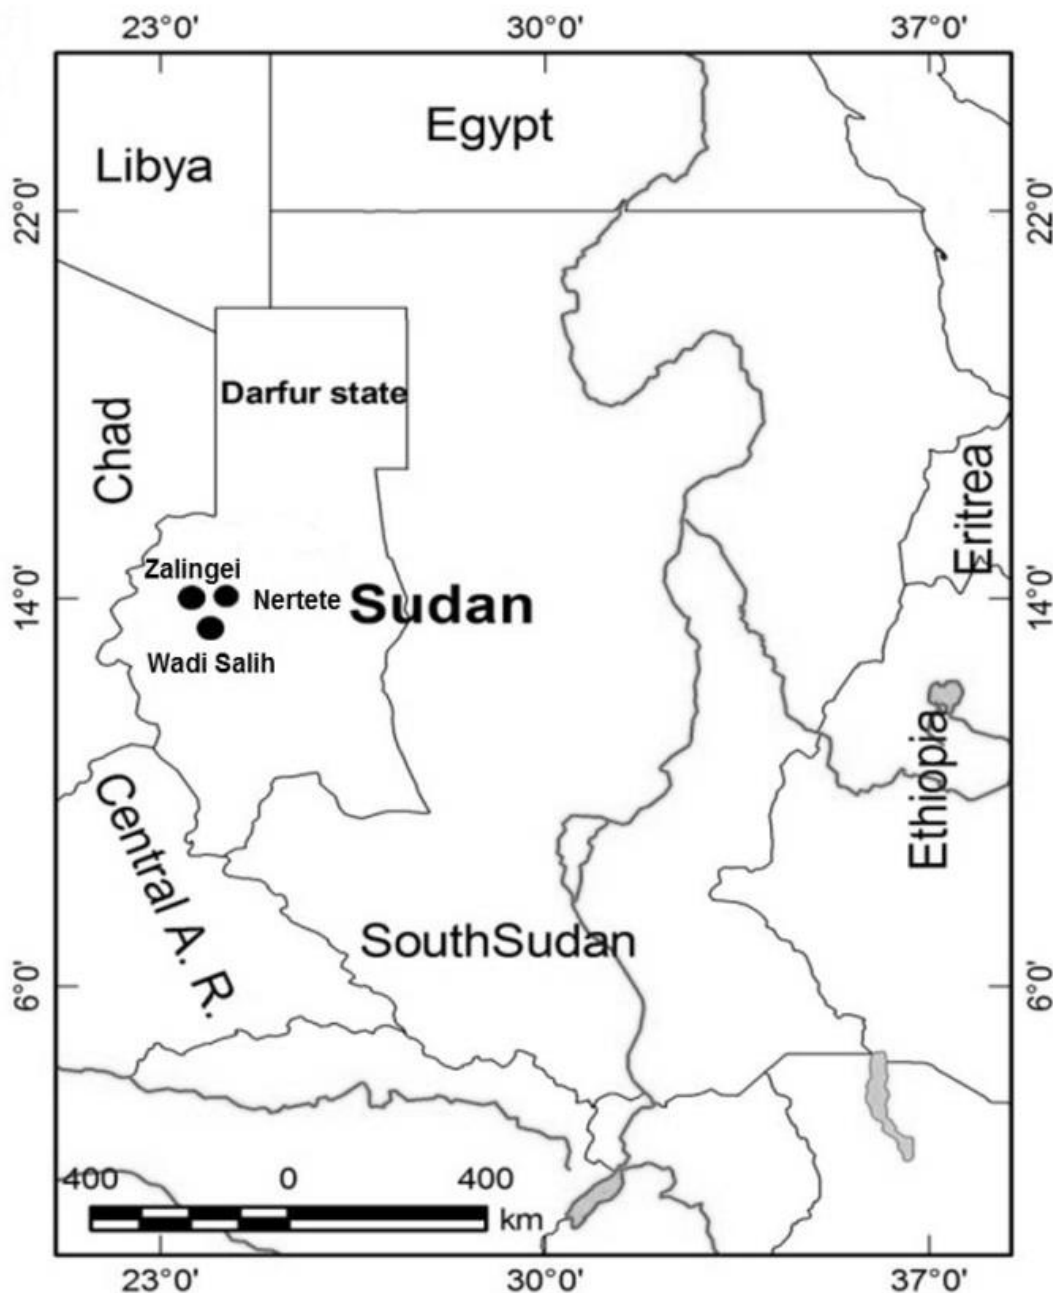 23°0' 30°0' 37°0'
Egypt
Libya
22°0'
22°0'
Darfur state
Chad
Eritrea
Zalingei
14°0'
Nertete
Sudan
14°0'
Wadi Salih
Ethiopia
Central A. R.
SouthSudan
6°0'
6°0'
400 0 400
km
23°0' 30°0' 37°0'